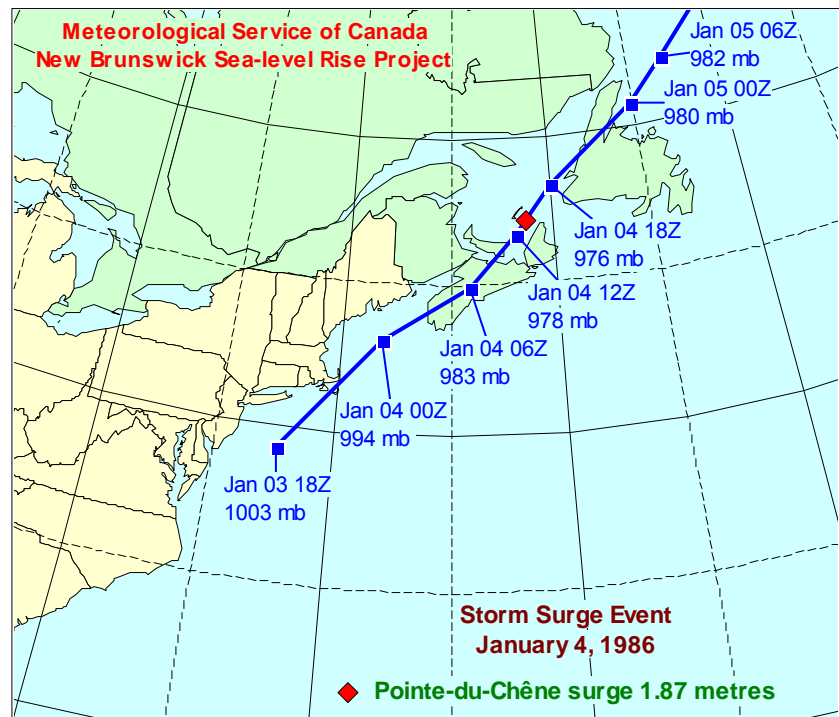 Meteorological Service of Canada
New Brunswick Sea-level Rise Project
Jan 05 06Z
982 mb
Jan 05 00Z
980 mb
Jan 04 18Z
976 mb
Jan 04 12Z
978 mb
Jan 04 06Z
983 mb
Jan 04 00Z
994 mb
Jan 03 18Z
1003 mb
Storm Surge Event
January 4, 1986
Pointe-du-Chêne surge 1.87 metres